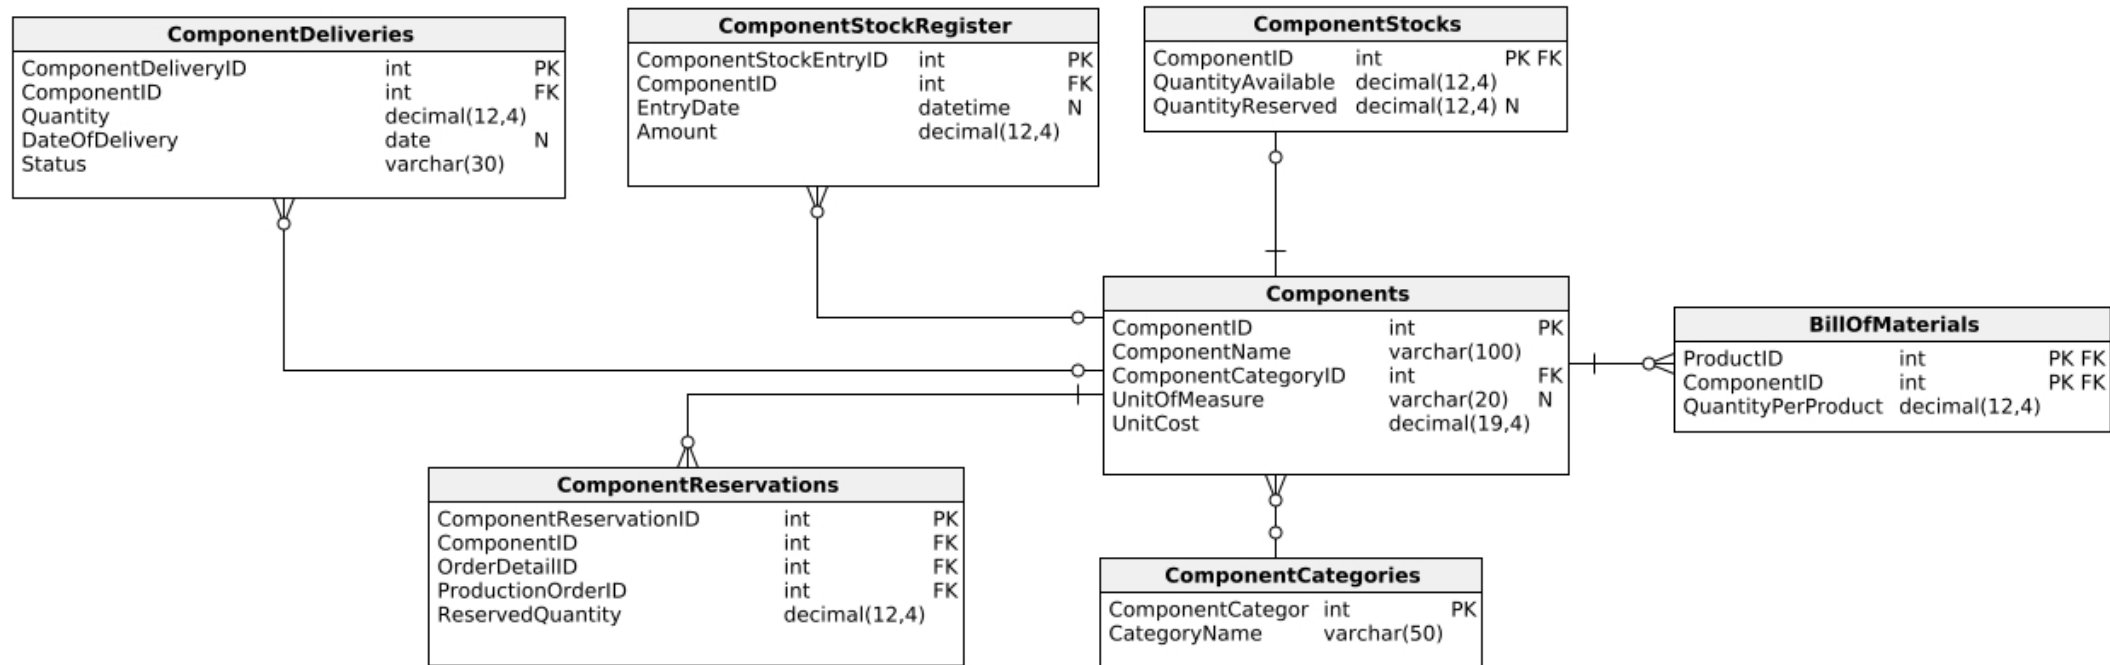 ComponentDeliveries
ComponentDeliveryID int PK
ComponentID int FK
Quantity decimal(12,4)
DateOfDelivery date N
Status varchar(30)
ComponentStockRegister
ComponentStockEntryID int PK
ComponentID int FK
EntryDate datetime N
Amount decimal(12,4)
ComponentStocks
ComponentID int PK FK
QuantityAvailable decimal(12,4)
QuantityReserved decimal(12,4) N
Components
ComponentID int PK
ComponentName varchar(100)
ComponentCategoryID int FK
UnitOfMeasure varchar(20) N
UnitCost decimal(19,4)
BillOfMaterials
ProductID int PK FK
ComponentID int PK FK
QuantityPerProduct decimal(12,4)
ComponentReservations
ComponentReservationID int PK
ComponentID int FK
OrderDetailID int FK
ProductionOrderID int FK
ReservedQuantity decimal(12,4)
ComponentCategories
ComponentCategor int PK
CategoryName varchar(50)